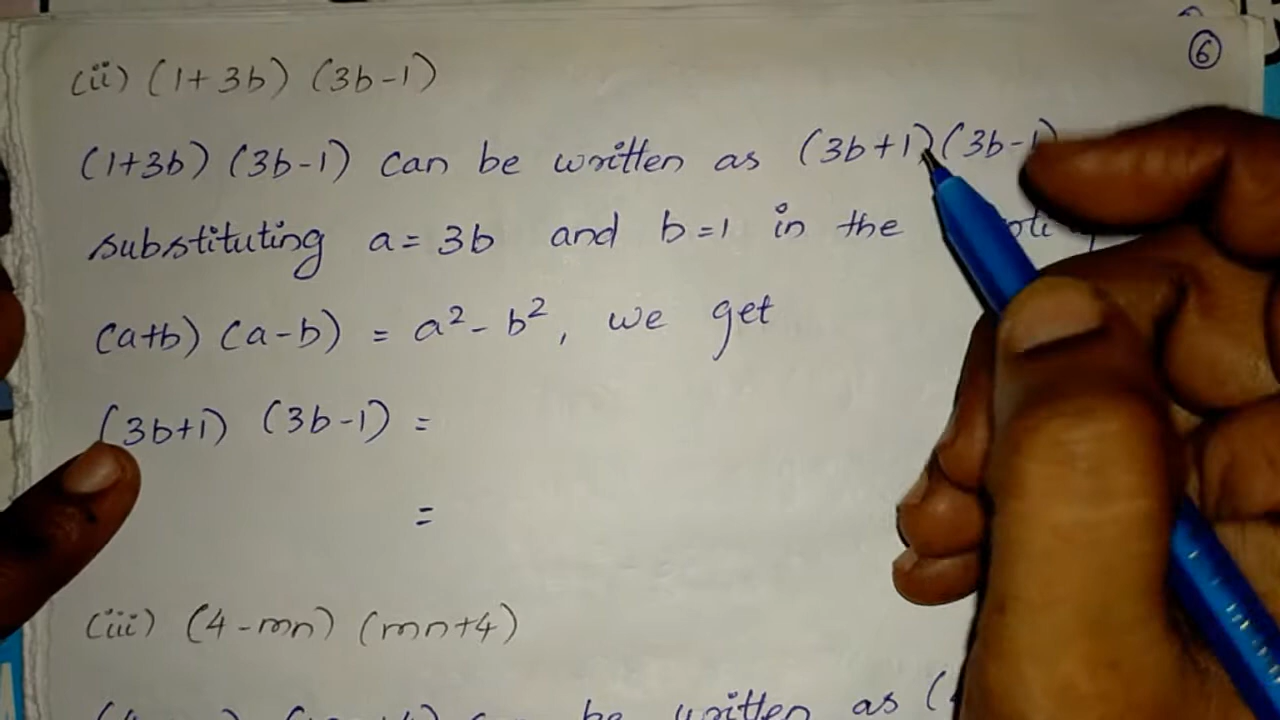 6
(ii) (1+3b) (3b-1)
(1+3b) (3b-1) can be written as (3b+1)(3b-1)
substituting a=3b and b=1 in the
(a+b) (a-b) = a²-b², we get
(3b+1) (3b-1) =
=
(iii) (4-mn) (mn+4)
be written as (